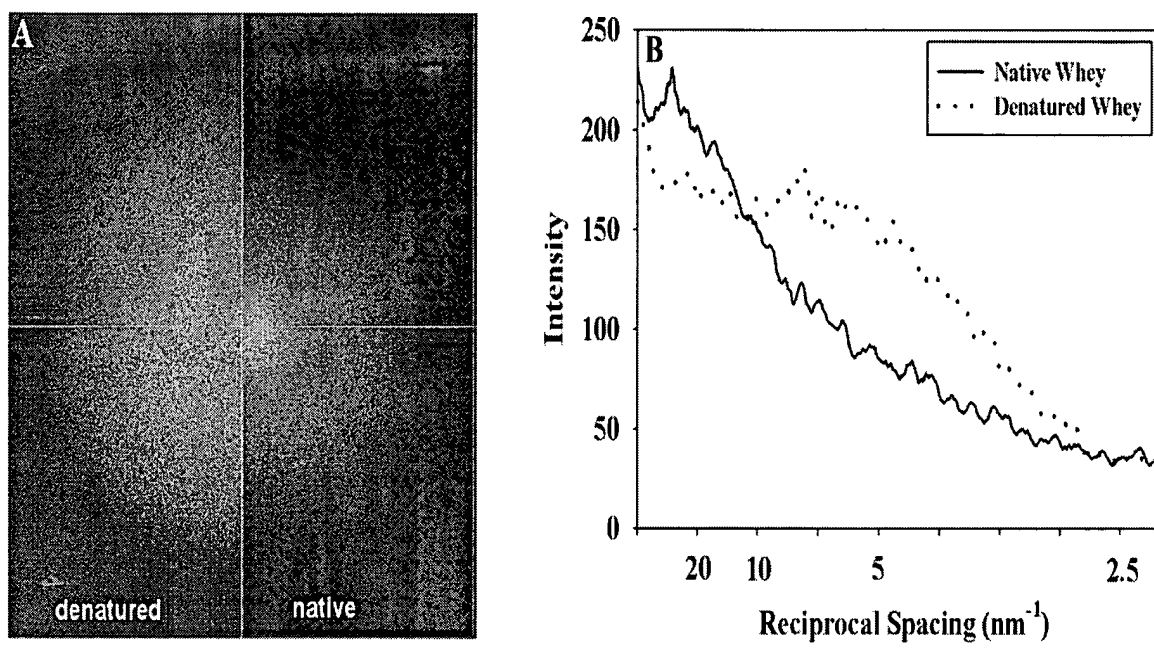 A
denatured
native
B
Native Whey
Denatured Whey
250
200
150
100
50
0
Intensity
20 10 5 2.5
Reciprocal Spacing (nm⁻¹)